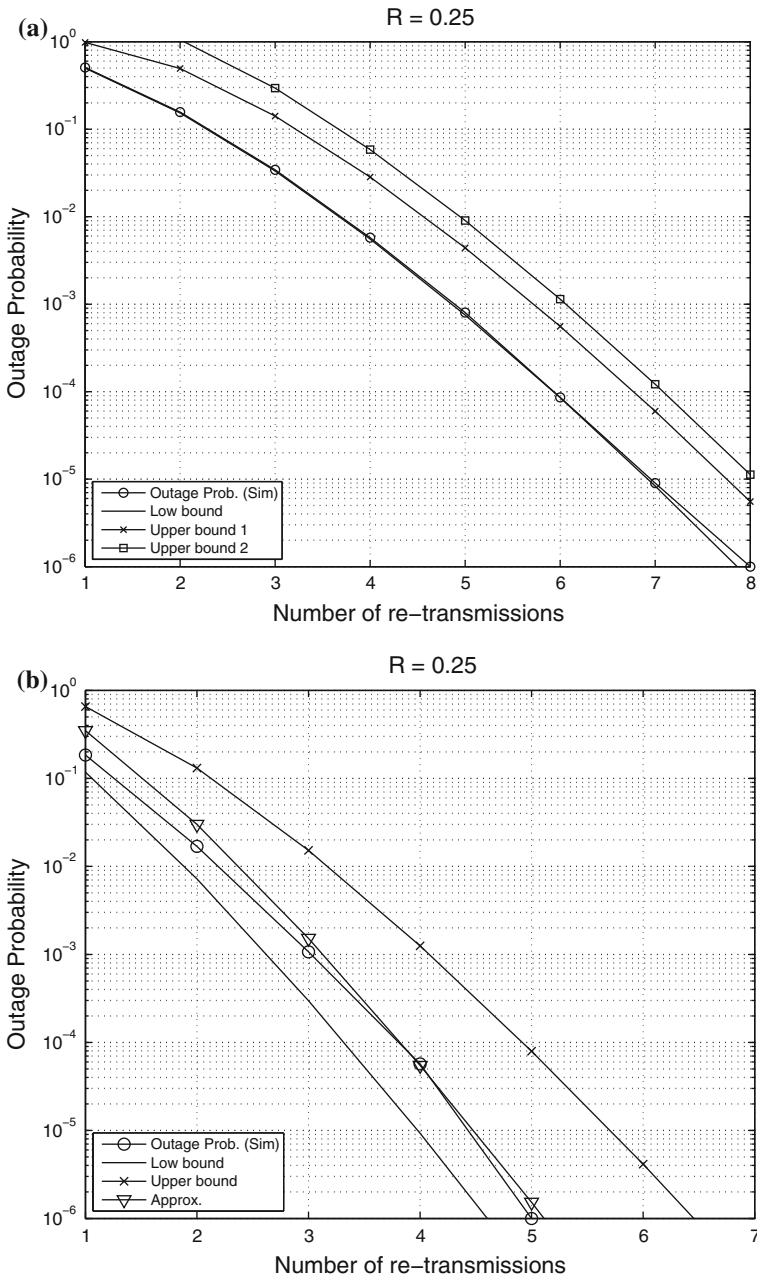 (a)
R = 0.25
10^0
10^-1
10^-2
10^-3
10^-4
10^-5
10^-6
Outage Probability
Outage Prob. (Sim)
Low bound
Upper bound 1
Upper bound 2
1 2 3 4 5 6 7 8
Number of re-transmissions
(b)
R = 0.25
10^0
10^-1
10^-2
10^-3
10^-4
10^-5
10^-6
Outage Probability
Outage Prob. (Sim)
Low bound
Upper bound
Approx.
1 2 3 4 5 6 7
Number of re-transmissions